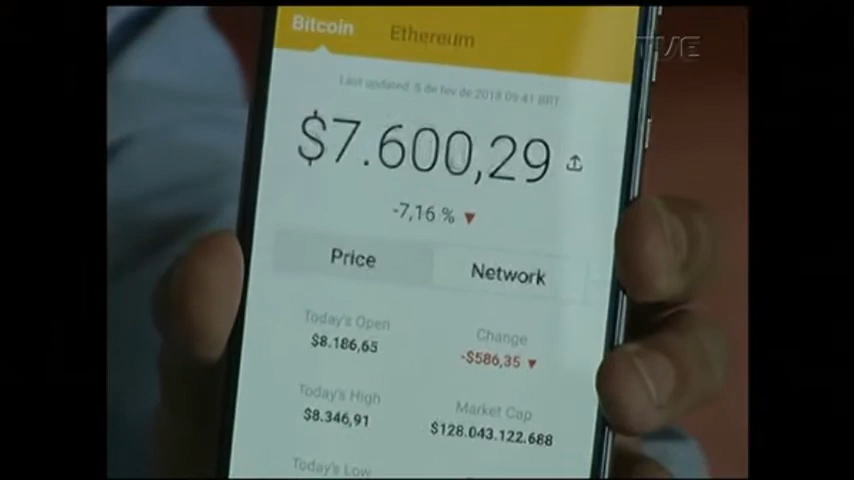 Bitcoin Ethereum
TVE
Last updated: 5 de fev de 2018 09:41 BRT
$7.600,29
-7,16 % ▼
Price Network
Today's Open
$8.186,65
Change
-$586,35 ▼
Today's High
$8.346,91
Market Cap
$128.043.122.688
Today's Low